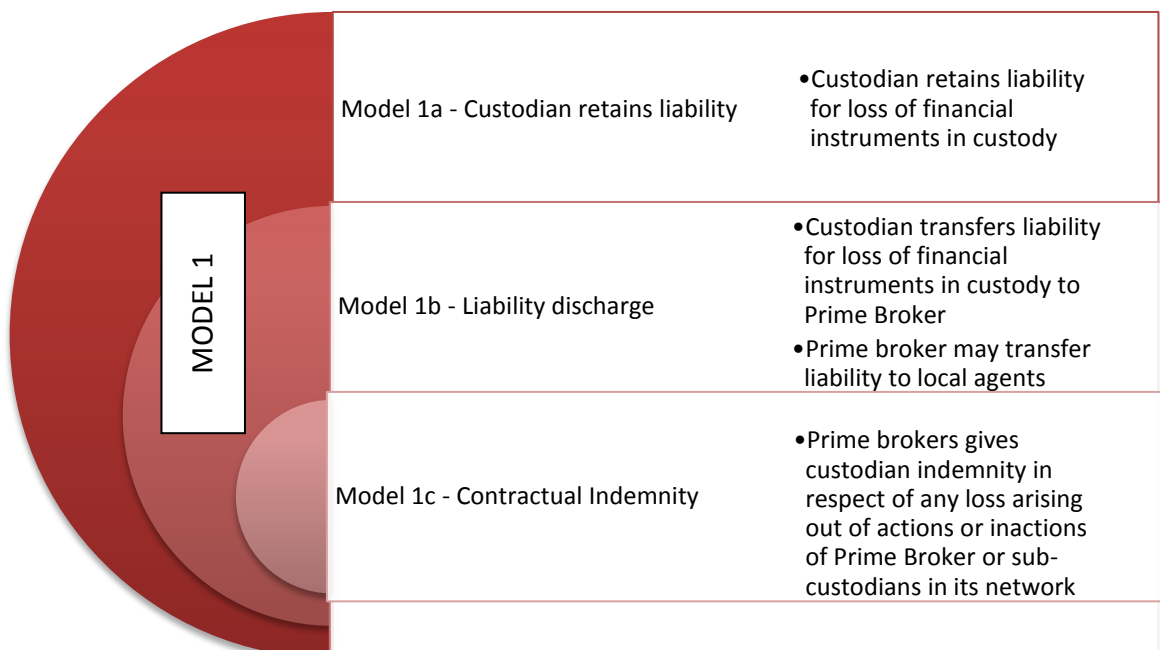 MODEL 1
Model 1a - Custodian retains liability
•Custodian retains liability
for loss of financial
instruments in custody
Model 1b - Liability discharge
•Custodian transfers liability
for loss of financial
instruments in custody to
Prime Broker
•Prime broker may transfer
liability to local agents
Model 1c - Contractual Indemnity
•Prime brokers gives
custodian indemnity in
respect of any loss arising
out of actions or inactions
of Prime Broker or sub-
custodians in its network